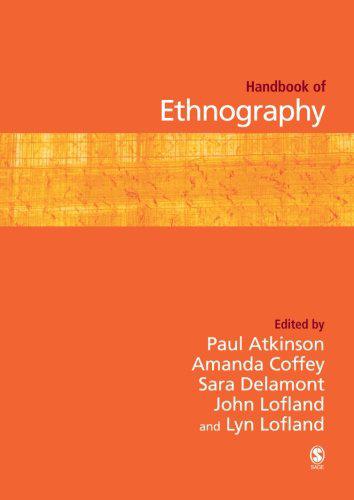 Handbook of
Ethnography
Edited by
Paul Atkinson
Amanda Coffey
Sara Delamont
John Lofland
and Lyn Lofland
S
SAGE